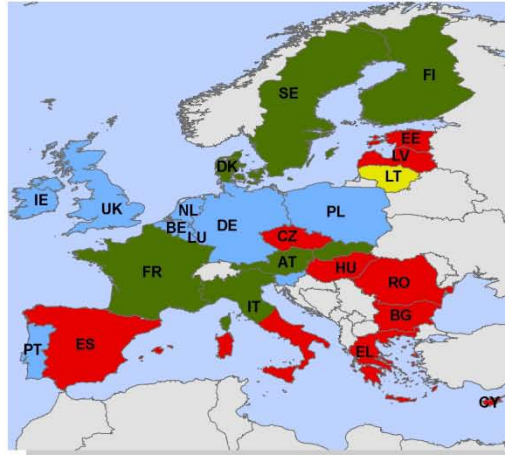 FI
SE
EE
LV
DK
LT
IE
UK
NL
BE
DE
PL
LU
CZ
FR
AT
HU
RO
IT
BG
PT
ES
EL
CY